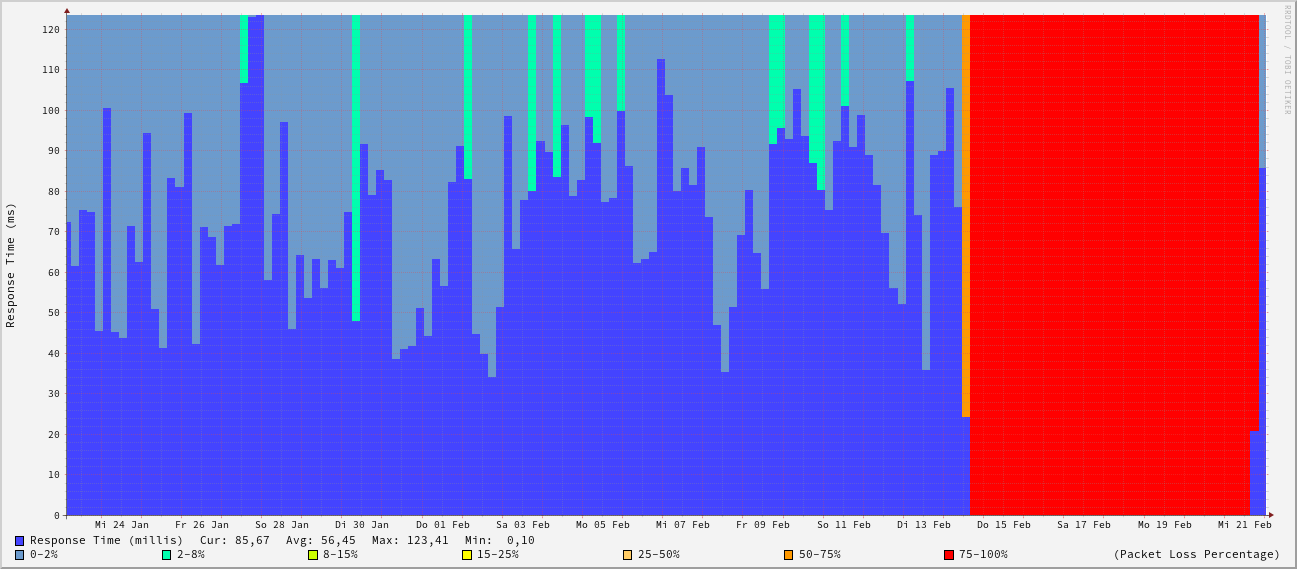 RRDTOOL / TOBI OETIKER
Response Time (ms)
120
110
100
90
80
70
60
50
40
30
20
10
0
Mi 24 Jan Fr 26 Jan So 28 Jan Di 30 Jan Do 01 Feb Sa 03 Feb Mo 05 Feb Mi 07 Feb Fr 09 Feb So 11 Feb Di 13 Feb Do 15 Feb Sa 17 Feb Mo 19 Feb Mi 21 Feb
Response Time (millis) Cur: 85,67 Avg: 56,45 Max: 123,41 Min: 0,10
0-2% 2-8% 8-15% 15-25% 25-50% 50-75% 75-100% (Packet Loss Percentage)